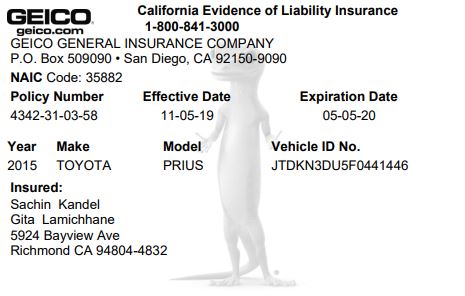 GEICO
geico.com
California Evidence of Liability Insurance
1-800-841-3000
GEICO GENERAL INSURANCE COMPANY
P.O. Box 509090 • San Diego, CA 92150-9090
NAIC Code: 35882
Policy Number Effective Date Expiration Date
4342-31-03-58 11-05-19 05-05-20
Year Make Model Vehicle ID No.
2015 TOYOTA PRIUS JTDKN3DU5F0441446
Insured:
Sachin Kandel
Gita Lamichhane
5924 Bayview Ave
Richmond CA 94804-4832